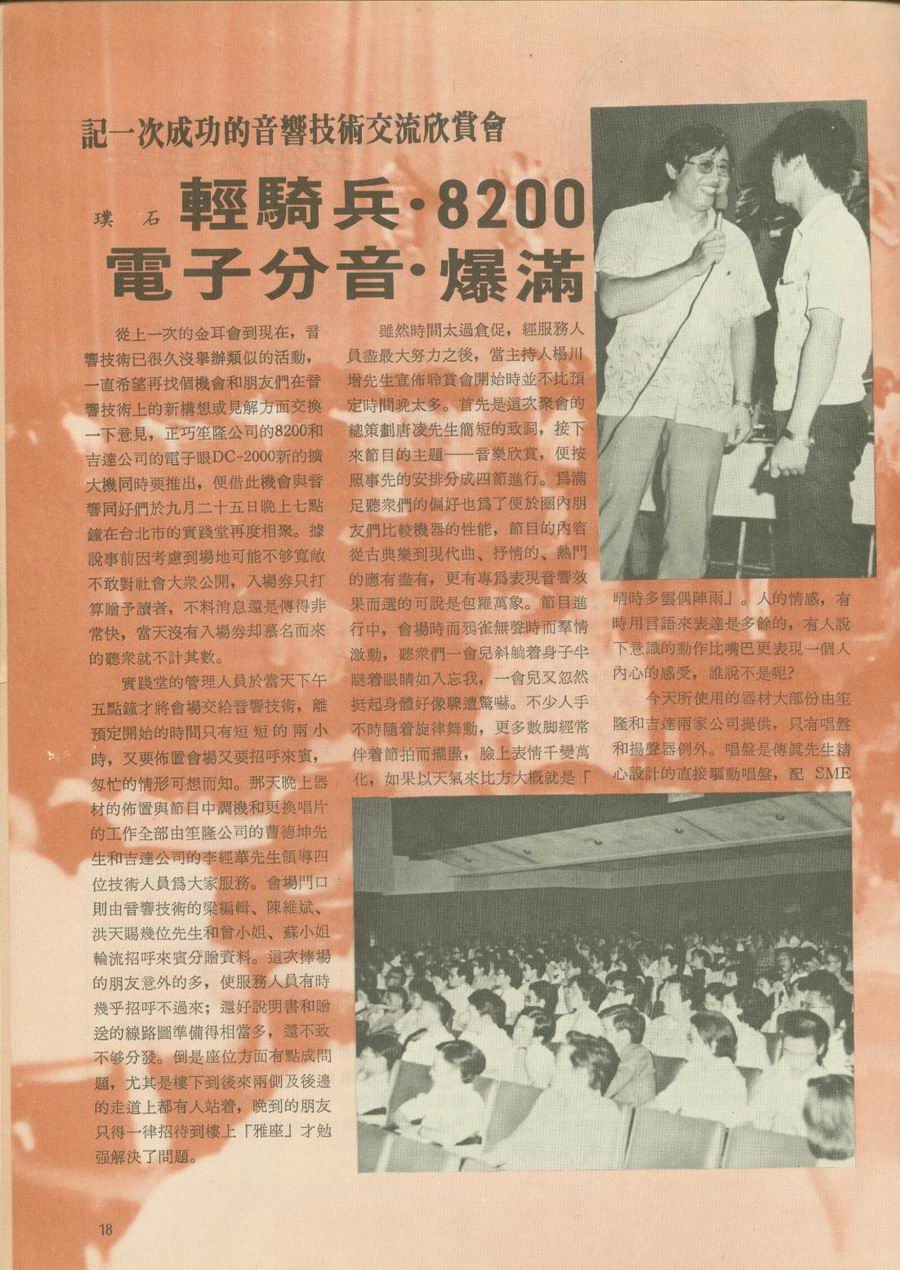 記一次成功的音響技術交流欣賞會
輕騎兵·8200
璞石
電子分音·爆滿
從上一次的金耳會到現在，音
響技術已很久沒舉辦類似的活動，
一直希望再找個機會和朋友們在音
響技術上的新構想或見解方面交換
一下意見，正巧笙隆公司的8200和
吉達公司的電子眼DC-2000新的擴
大機同時要推出，便借此機會與音
響同好們於九月二十五日晚上七點
鐘在台北市的實踐堂再度相聚。據
說事前因考慮到場地可能不够寬敞
不敢對社會大衆公開，入場券只打
算贈予讀者，不料消息還是傳得非
常快，當天沒有入場券却慕名而來
的聽衆就不計其數。
實踐堂的管理人員於當天下午
五點鐘才將會場交給音響技術，離
預定開始的時間只有短短的兩小
時，又要佈置會場又要招呼來賓，
匆忙的情形可想而知。那天晚上器
材的佈置與節目中調機和更換唱片
的工作全部由笙隆公司的曹德坤先
生和吉達公司的李經華先生領導四
位技術人員爲大家服務。會場門口
則由音響技術的梁編輯、陳維斌、
洪天賜幾位先生和曾小姐、蘇小姐
輪流招呼來賓分贈資料。這次捧場
的朋友意外的多，使服務人員有時
幾乎招呼不過來；還好說明書和贈
送的線路圖準備得相當多，還不致
不够分發。倒是座位方面有點成問
題，尤其是樓下到後來兩側及後邊
的走道上都有人站着，晚到的朋友
只得一律招待到樓上「雅座」才勉
强解決了問題。
雖然時間太過倉促，經服務人
員盡最大努力之後，當主持人楊川
增先生宣佈聆賞會開始時並不比預
定時間晚太多。首先是這次聚會的
總策劃唐凌先生簡短的致詞，接下
來節目的主題——音樂欣賞，便按
照事先的安排分成四節進行。爲滿
足聽衆們的偏好也爲了便於圈內朋
友們比較機器的性能，節目的內容
從古典樂到現代曲、抒情的、熱門
的應有盡有，更有專爲表現音響效
果而選的可說是包羅萬象。節目進
行中，會場時而鴉雀無聲時而羣情
激動，聽衆們一會兒斜躺着身子半
瞇着眼睛如入忘我，一會兒又忽然
挺起身體好像驟遭驚嚇。不少人手
不時隨着旋律舞動，更多數脚經常
伴着節拍而擺盪，臉上表情千變萬
化，如果以天氣來比方大概就是「
晴時多雲偶陣雨」。人的情感，有
時用言語來表達是多餘的，有人說
下意識的動作比嘴巴更表現一個人
內心的感受，誰說不是呢？
今天所使用的器材大部份由笙
隆和吉達兩家公司提供，只有唱盤
和揚聲器例外。唱盤是傳眞先生精
心設計的直接驅動唱盤，配 SME
18